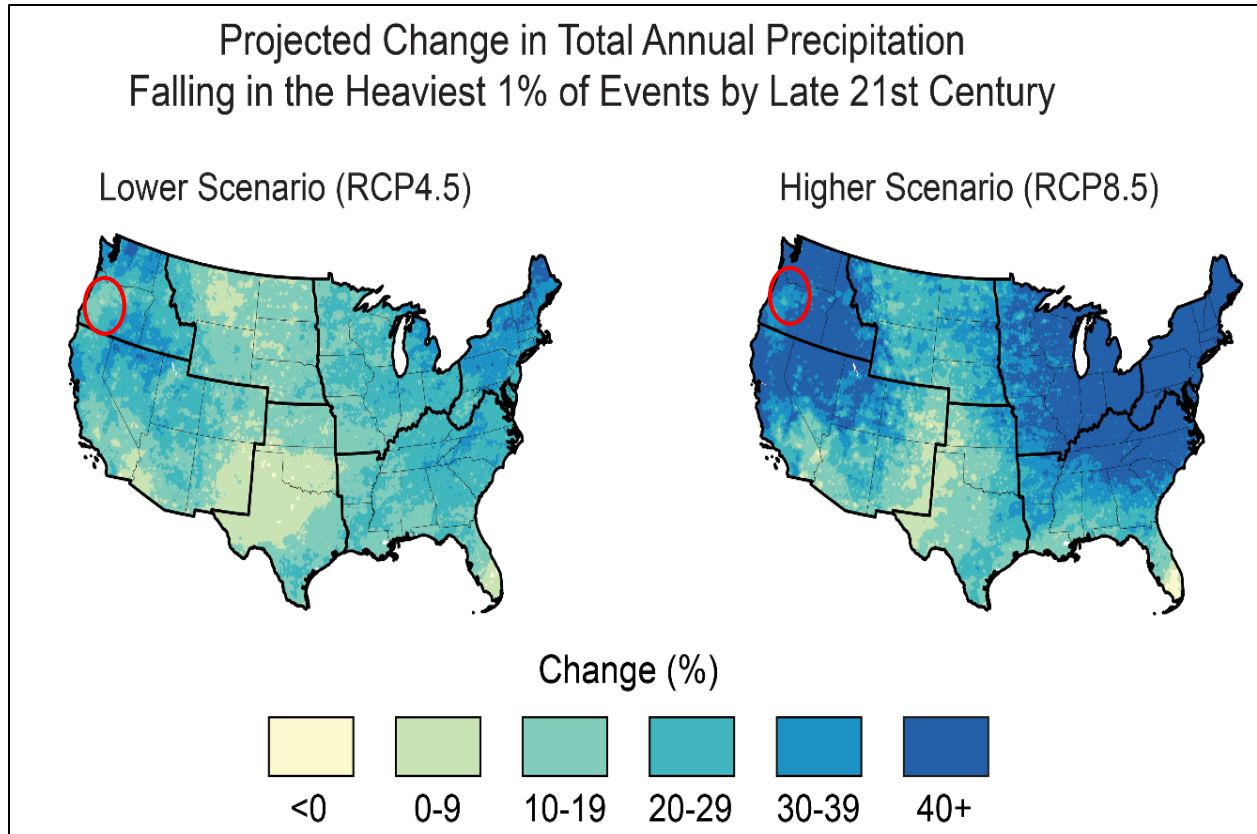 Projected Change in Total Annual Precipitation
Falling in the Heaviest 1% of Events by Late 21st Century
Lower Scenario (RCP4.5)
Higher Scenario (RCP8.5)
Change (%)
<0
0-9
10-19
20-29
30-39
40+